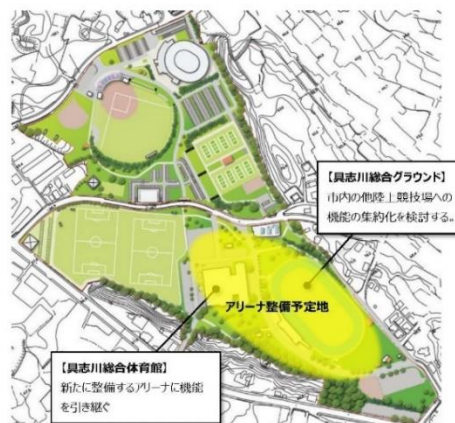 【具志川総合グラウンド】
市内の他陸上競技場への
機能の集約化を検討する。
アリーナ整備予定地
【具志川総合体育館】
新たに整備するアリーナに機能
を引き継ぐ